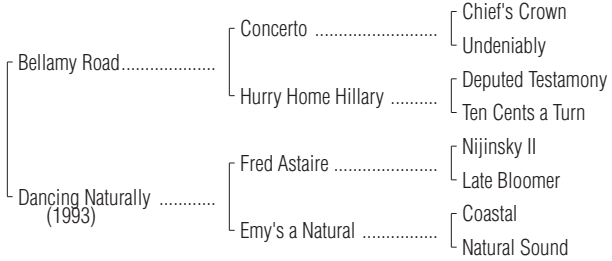 Chief's Crown
Concerto ....................
Undeniably
Bellamy Road...................
Deputed Testamony
Hurry Home Hillary ..........
Ten Cents a Turn
Nijinsky II
Fred Astaire .................
Late Bloomer
Dancing Naturally ............
(1993)
Coastal
Emy's a Natural ................
Natural Sound